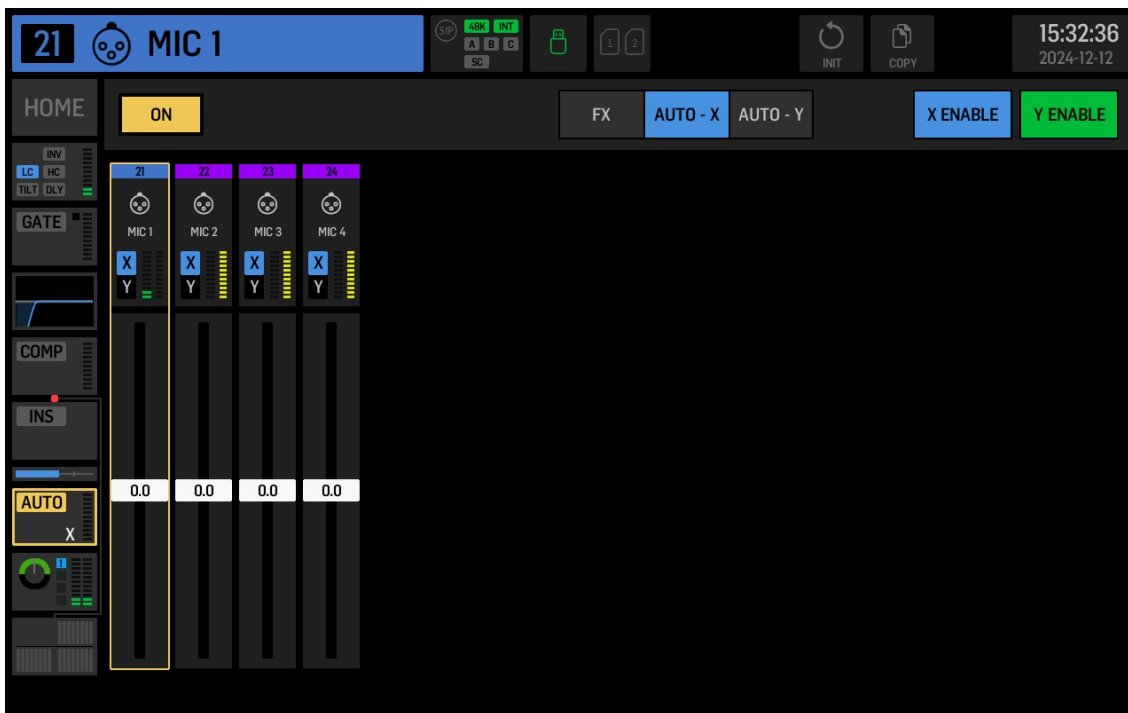 21 MIC 1
SIP 48K INT
A B C
SC
1 2
INIT
COPY
15:32:36
2024-12-12
HOME
ON
FX
AUTO - X
AUTO - Y
X ENABLE
Y ENABLE
INV
LC HC
TILT DLY
GATE
COMP
INS
AUTO
X
1
21 22 23 24
MIC 1 MIC 2 MIC 3 MIC 4
X X X X
Y Y Y Y
0.0 0.0 0.0 0.0